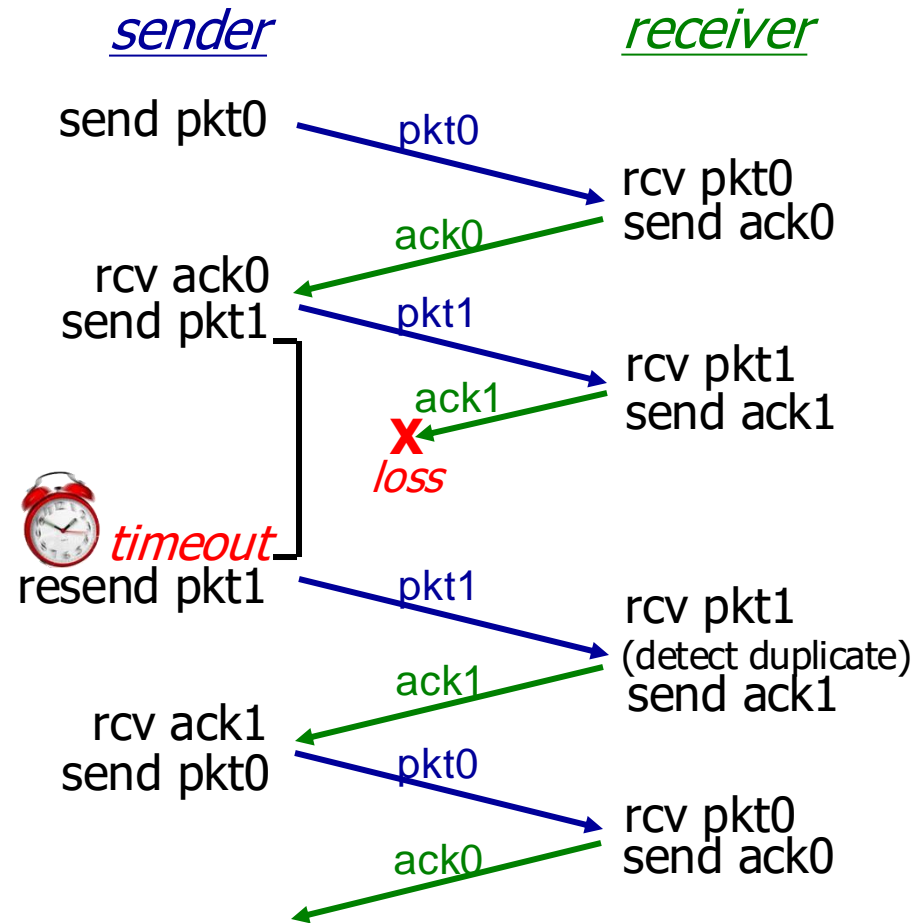 sender
receiver
send pkt0
pkt0
rcv pkt0
send ack0
ack0
rcv ack0
send pkt1
pkt1
rcv pkt1
send ack1
ack1
X
loss
timeout
resend pkt1
pkt1
rcv pkt1
(detect duplicate)
send ack1
ack1
rcv ack1
send pkt0
pkt0
rcv pkt0
send ack0
ack0